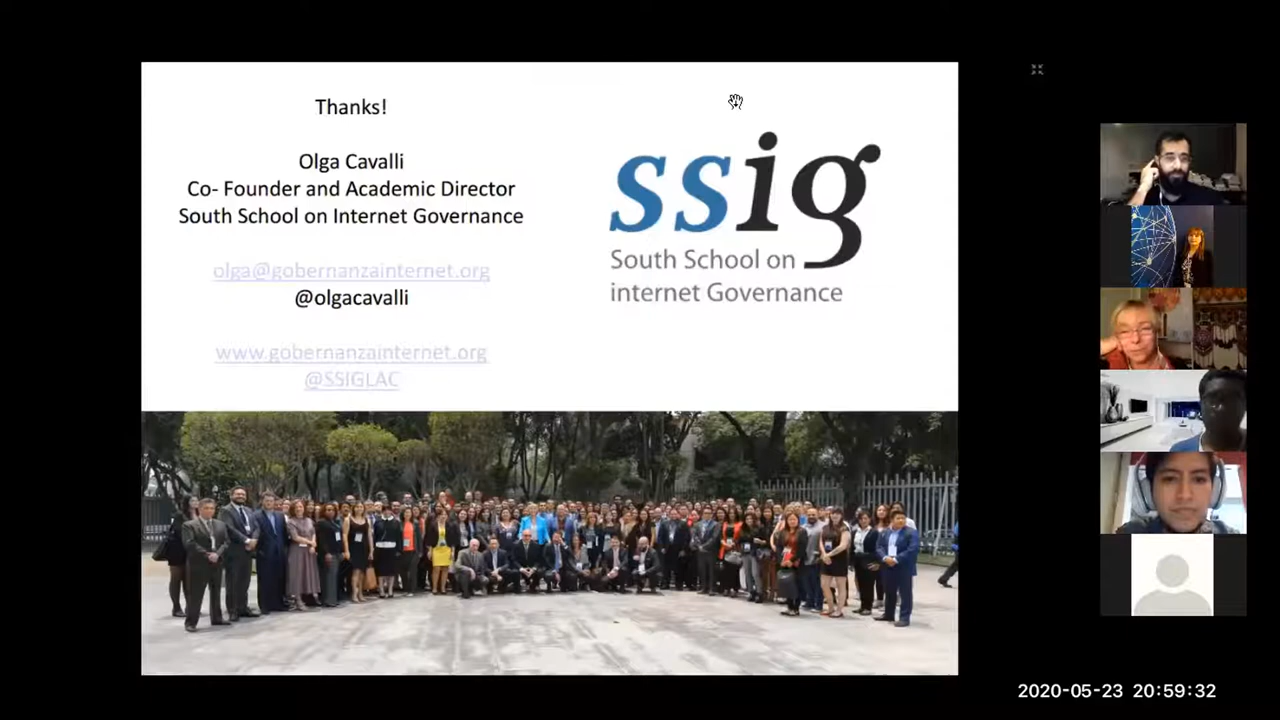 Thanks!
Olga Cavalli
Co- Founder and Academic Director
South School on Internet Governance
olga@gobernanzainternet.org
@olgacavalli
www.gobernanzainternet.org
@SSIGLAC
ssig
South School on
internet Governance
2020-05-23 20:59:32